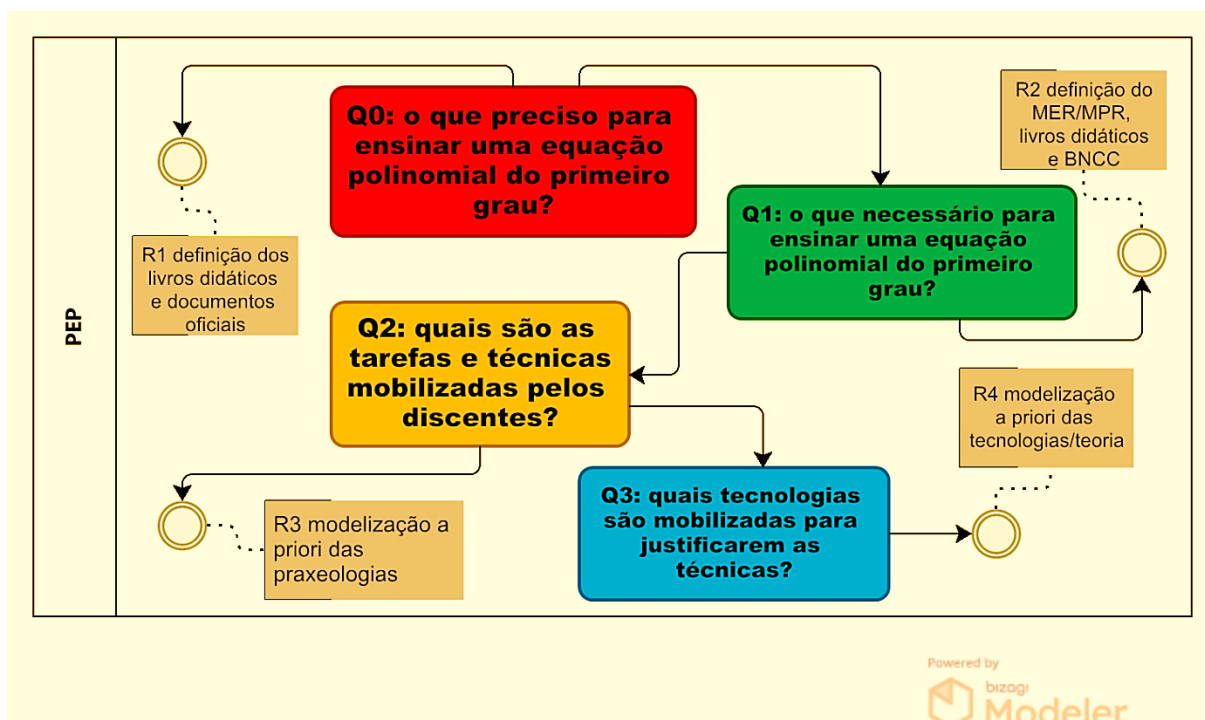 PEP
Q0: o que preciso para
ensinar uma equação
polinomial do primeiro
grau?
R2 definição do
MER/MPR,
livros didáticos
e BNCC
R1 definição dos
livros didáticos
e documentos
oficiais
Q1: o que necessário para
ensinar uma equação
polinomial do primeiro
grau?
Q2: quais são as
tarefas e técnicas
mobilizadas pelos
discentes?
R4 modelização
a priori das
tecnologias/teoria
Q3: quais tecnologias
são mobilizadas para
justificarem as
técnicas?
R3 modelização a
priori das
praxeologias
Powered by
bizagi
Modeler